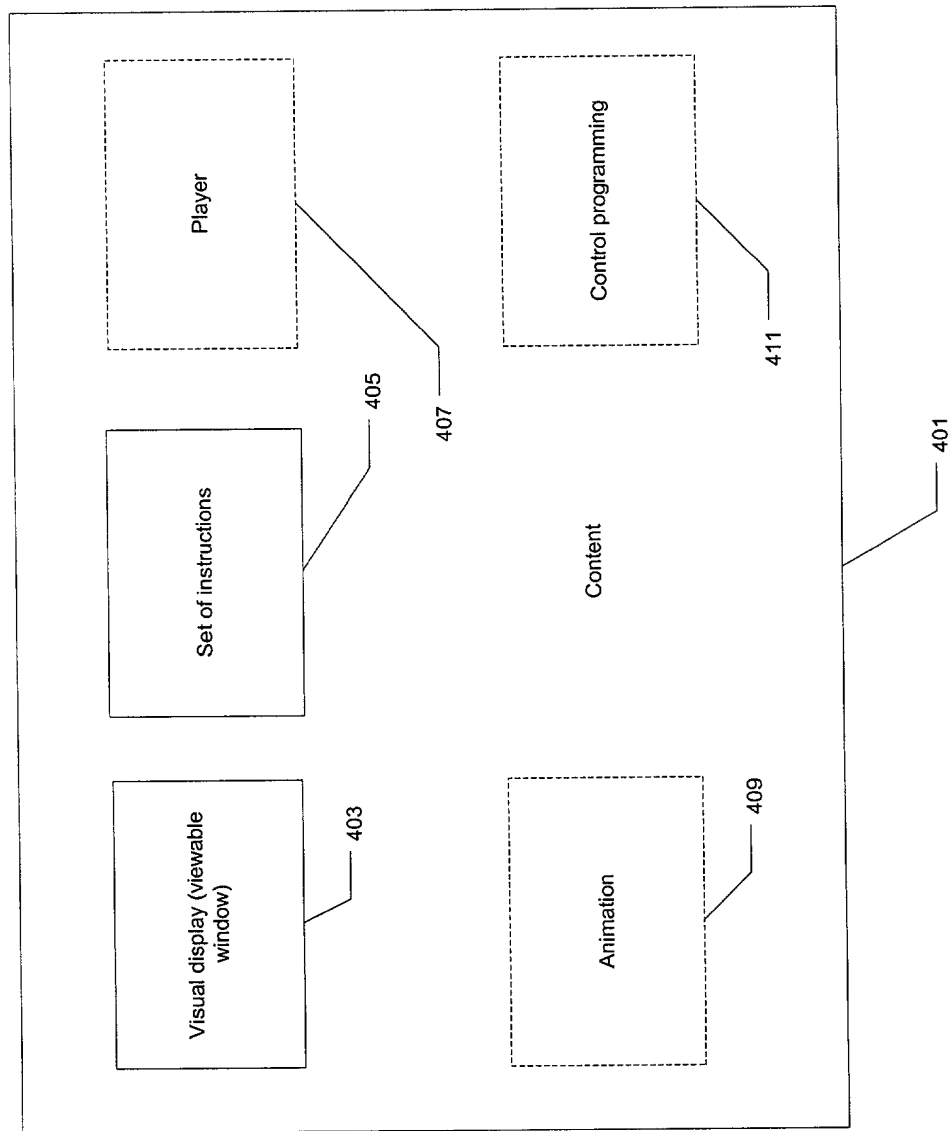 Visual display (viewable
window)
403
Set of instructions
405
Player
407
Animation
409
Content
Control programming
411
401